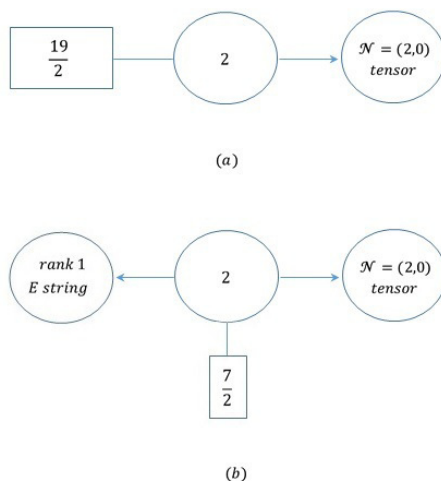 19/2
2
𝒩 = (2,0)
tensor
(a)
rank 1
E string
2
𝒩 = (2,0)
tensor
7/2
(b)